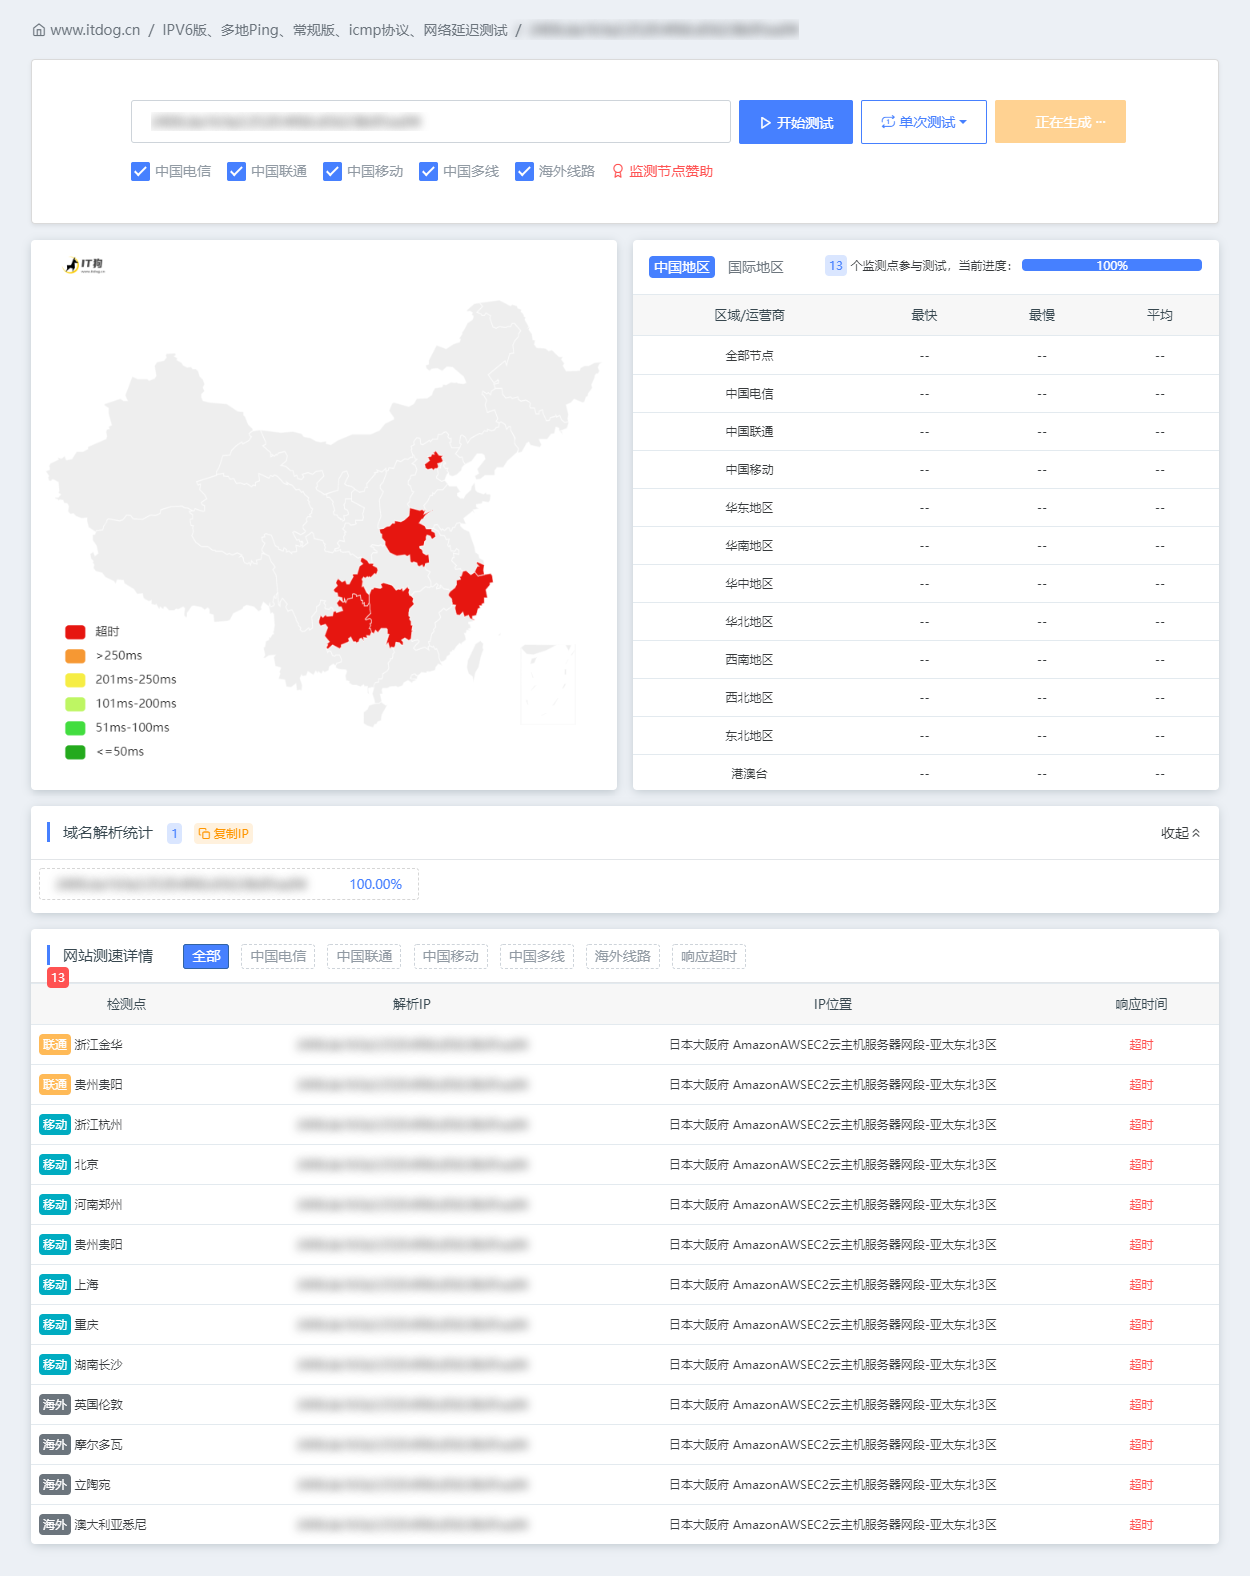 www.itdog.cn / IPV6版、多地Ping、常规版、icmp协议、网络延迟测试 /
开始测试 单次测试 正在生成 ···
中国电信 中国联通 中国移动 中国多线 海外线路 监测节点赞助
IT狗
www.itdog.cn
超时
>250ms
201ms-250ms
101ms-200ms
51ms-100ms
<=50ms
中国地区 国际地区 13 个监测点参与测试，当前进度： 100%
区域/运营商 最快 最慢 平均
全部节点 -- -- --
中国电信 -- -- --
中国联通 -- -- --
中国移动 -- -- --
华东地区 -- -- --
华南地区 -- -- --
华中地区 -- -- --
华北地区 -- -- --
西南地区 -- -- --
西北地区 -- -- --
东北地区 -- -- --
港澳台 -- -- --
域名解析统计 1 复制IP 收起
100.00%
网站测速详情 全部 中国电信 中国联通 中国移动 中国多线 海外线路 响应超时
13
检测点 解析IP IP位置 响应时间
联通 浙江金华 日本大阪府 AmazonAWSEC2云主机服务器网段-亚太东北3区 超时
联通 贵州贵阳 日本大阪府 AmazonAWSEC2云主机服务器网段-亚太东北3区 超时
移动 浙江杭州 日本大阪府 AmazonAWSEC2云主机服务器网段-亚太东北3区 超时
移动 北京 日本大阪府 AmazonAWSEC2云主机服务器网段-亚太东北3区 超时
移动 河南郑州 日本大阪府 AmazonAWSEC2云主机服务器网段-亚太东北3区 超时
移动 贵州贵阳 日本大阪府 AmazonAWSEC2云主机服务器网段-亚太东北3区 超时
移动 上海 日本大阪府 AmazonAWSEC2云主机服务器网段-亚太东北3区 超时
移动 重庆 日本大阪府 AmazonAWSEC2云主机服务器网段-亚太东北3区 超时
移动 湖南长沙 日本大阪府 AmazonAWSEC2云主机服务器网段-亚太东北3区 超时
海外 英国伦敦 日本大阪府 AmazonAWSEC2云主机服务器网段-亚太东北3区 超时
海外 摩尔多瓦 日本大阪府 AmazonAWSEC2云主机服务器网段-亚太东北3区 超时
海外 立陶宛 日本大阪府 AmazonAWSEC2云主机服务器网段-亚太东北3区 超时
海外 澳大利亚悉尼 日本大阪府 AmazonAWSEC2云主机服务器网段-亚太东北3区 超时